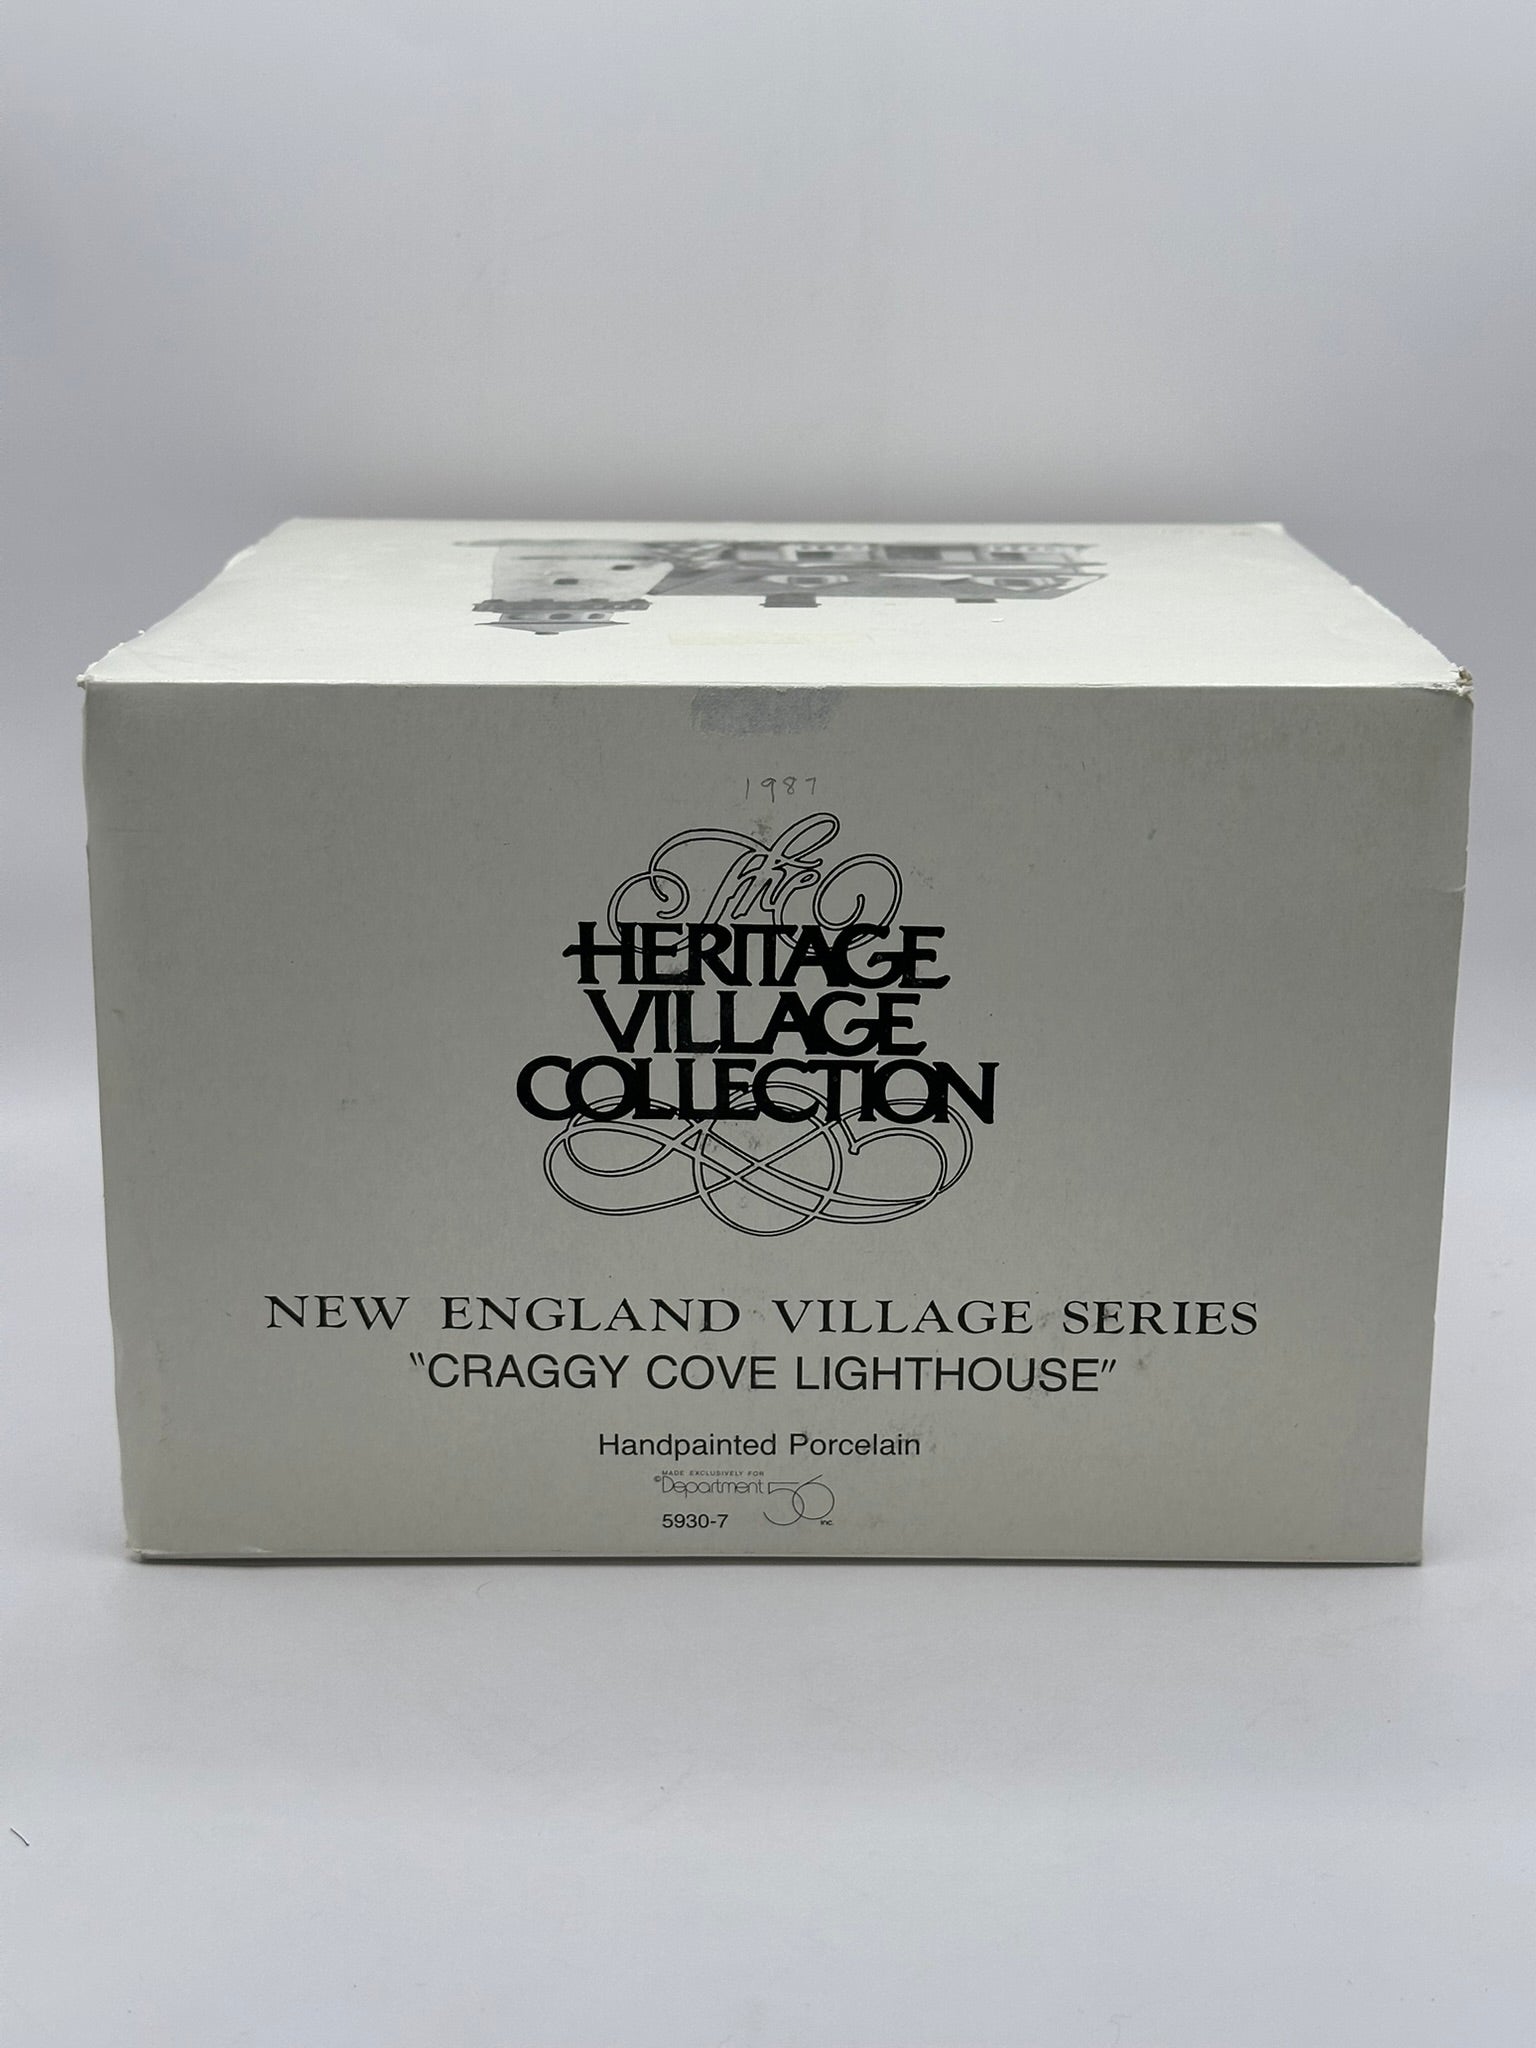 1987
The
HERITAGE
VILLAGE
COLLECTION
NEW ENGLAND VILLAGE SERIES
"CRAGGY COVE LIGHTHOUSE"
Handpainted Porcelain
MADE EXCLUSIVELY FOR
©Department 56 inc.
5930-7